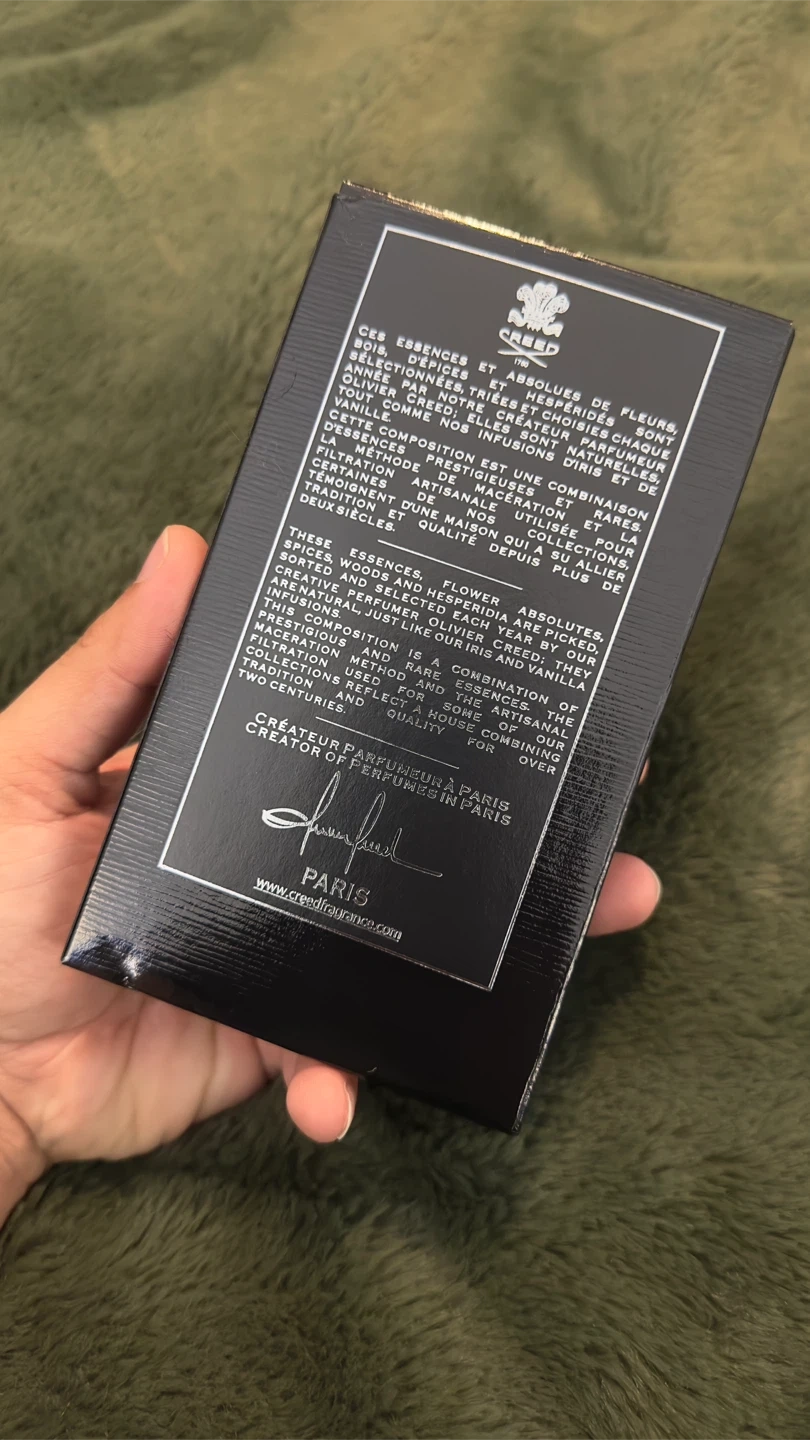 CREED
1760
CES ESSENCES ET ABSOLUES DE FLEURS,
BOIS, D'ÉPICES ET HESPÉRIDÉS SONT
SÉLECTIONNÉES, TRIÉES ET CHOISIES CHAQUE
ANNÉE PAR NOTRE CRÉATEUR PARFUMEUR
OLIVIER CREED; ELLES SONT NATURELLES,
TOUT COMME NOS INFUSIONS D'IRIS ET DE
VANILLE.
CETTE COMPOSITION EST UNE COMBINAISON
D'ESSENCES PRESTIGIEUSES ET RARES.
LA MÉTHODE DE MACÉRATION ET LA
FILTRATION ARTISANALE UTILISÉE POUR
CERTAINES DE NOS COLLECTIONS,
TÉMOIGNENT D'UNE MAISON QUI A SU ALLIER
TRADITION ET QUALITÉ DEPUIS PLUS DE
DEUX SIÈCLES.
THESE ESSENCES, FLOWER ABSOLUTES,
SPICES, WOODS AND HESPERIDIA ARE PICKED,
SORTED AND SELECTED EACH YEAR BY OUR
CREATIVE PERFUMER OLIVIER CREED; THEY
ARE NATURAL, JUST LIKE OUR IRIS AND VANILLA
INFUSIONS.
THIS COMPOSITION IS A COMBINATION OF
PRESTIGIOUS AND RARE ESSENCES. THE
MACERATION METHOD AND THE ARTISANAL
FILTRATION USED FOR SOME OF OUR
COLLECTIONS REFLECT A HOUSE COMBINING
TRADITION AND QUALITY FOR OVER
TWO CENTURIES.
CRÉATEUR PARFUMEUR À PARIS
CREATOR OF PERFUMES IN PARIS
PARIS
www.creedfragrance.com